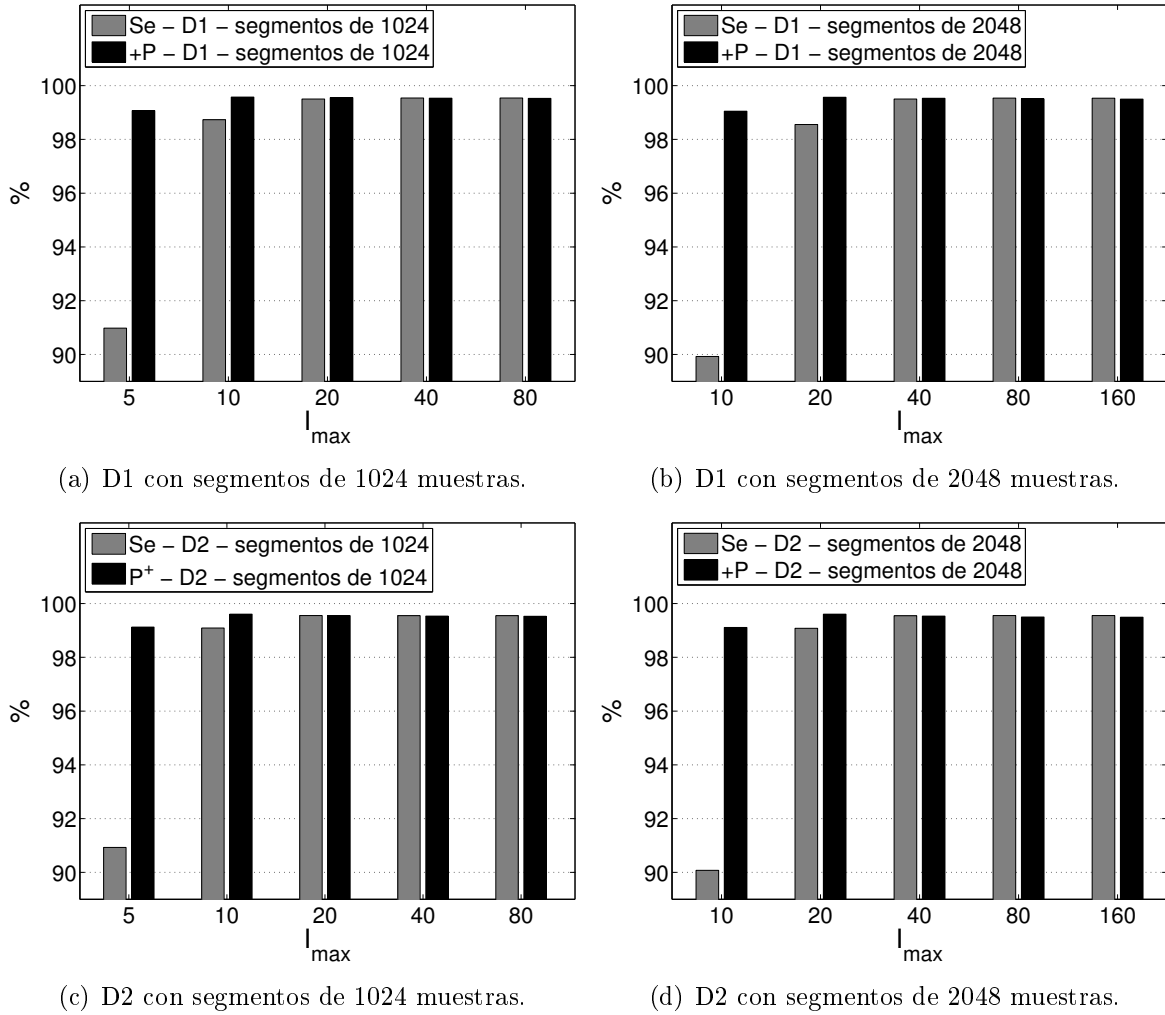 Se – D1 – segmentos de 1024
+P – D1 – segmentos de 1024
100
98
96
94
92
90
%
5 10 20 40 80
I_max
(a) D1 con segmentos de 1024 muestras.
Se – D1 – segmentos de 2048
+P – D1 – segmentos de 2048
100
98
96
94
92
90
%
10 20 40 80 160
I_max
(b) D1 con segmentos de 2048 muestras.
Se – D2 – segmentos de 1024
P⁺ – D2 – segmentos de 1024
100
98
96
94
92
90
%
5 10 20 40 80
I_max
(c) D2 con segmentos de 1024 muestras.
Se – D2 – segmentos de 2048
+P – D2 – segmentos de 2048
100
98
96
94
92
90
%
10 20 40 80 160
I_max
(d) D2 con segmentos de 2048 muestras.